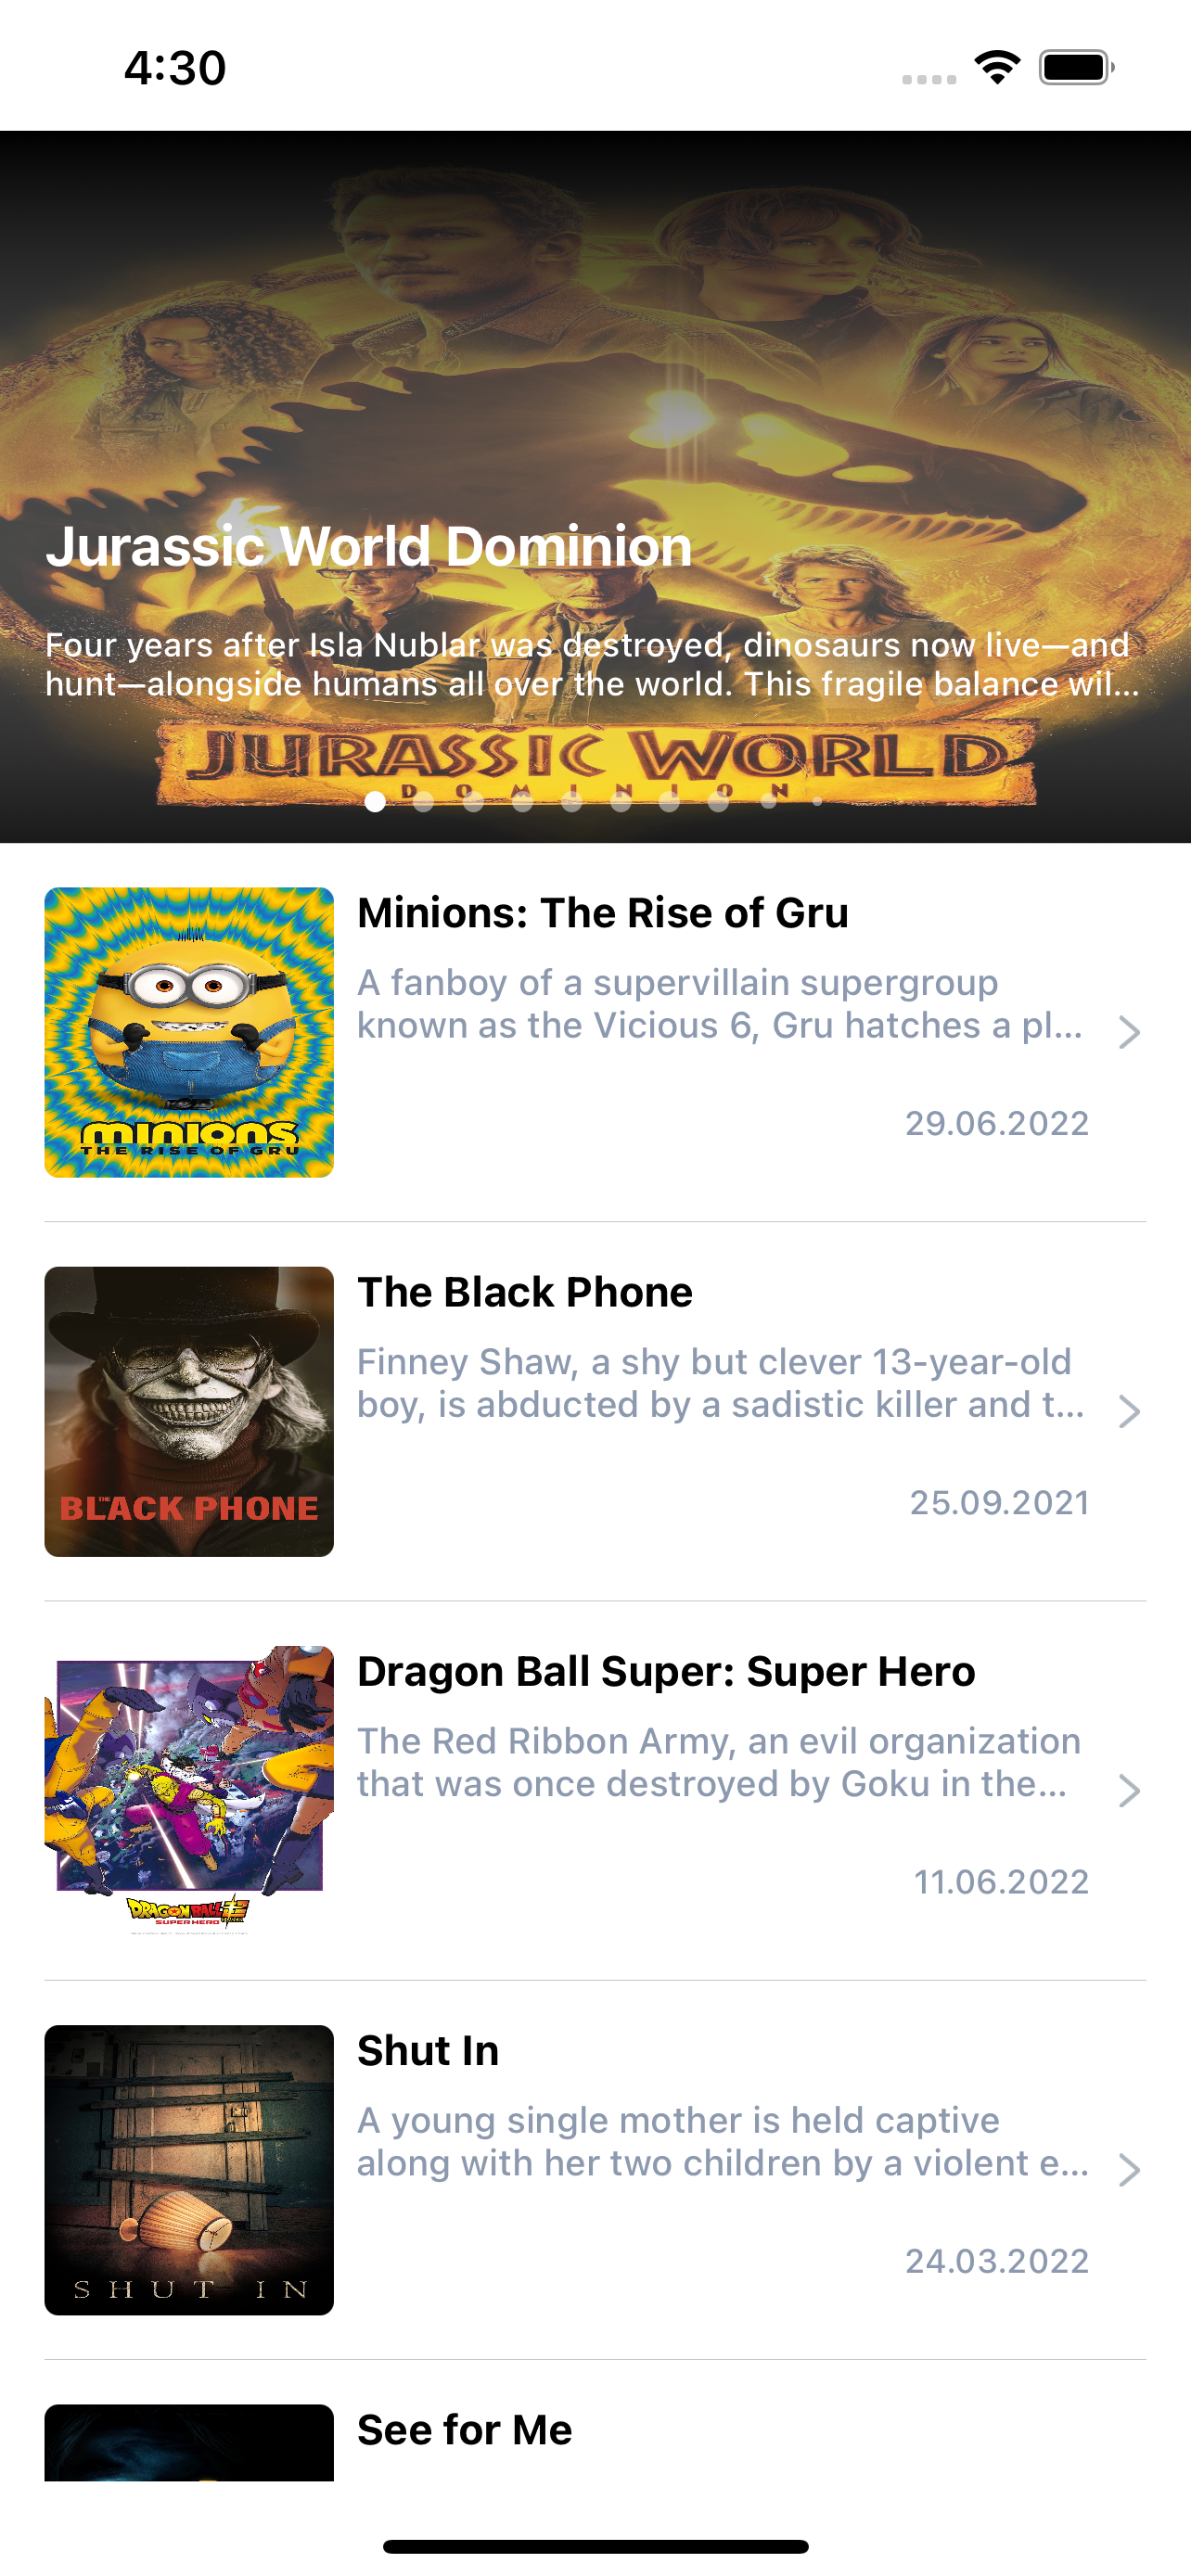 4:30
Jurassic World Dominion
Four years after Isla Nublar was destroyed, dinosaurs now live—and
hunt—alongside humans all over the world. This fragile balance wil...
JURASSIC WORLD
DOMINION
Minions: The Rise of Gru
A fanboy of a supervillain supergroup
known as the Vicious 6, Gru hatches a pl...
29.06.2022
MINIONS
THE RISE OF GRU
The Black Phone
Finney Shaw, a shy but clever 13-year-old
boy, is abducted by a sadistic killer and t...
25.09.2021
THE
BLACK PHONE
Dragon Ball Super: Super Hero
The Red Ribbon Army, an evil organization
that was once destroyed by Goku in the...
11.06.2022
DRAGON BALL超
SUPER HERO
Shut In
A young single mother is held captive
along with her two children by a violent e...
24.03.2022
SHUT IN
See for Me